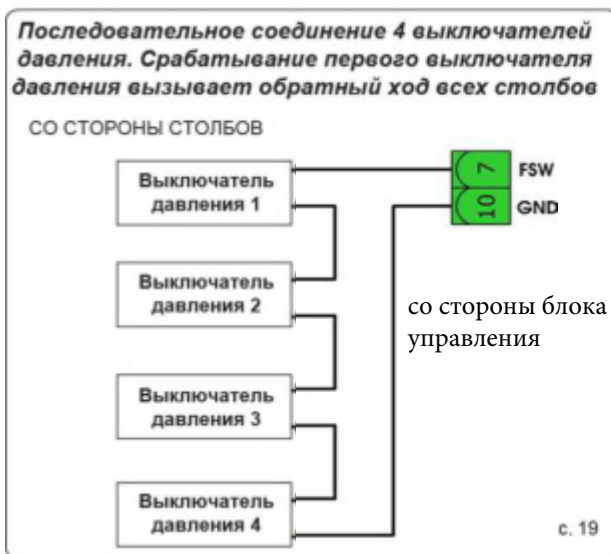 Последовательное соединение 4 выключателей
давления. Срабатывание первого выключателя
давления вызывает обратный ход всех столбов
СО СТОРОНЫ СТОЛБОВ
Выключатель
давления 1
7 FSW
10 GND
Выключатель
давления 2
со стороны блока
управления
Выключатель
давления 3
Выключатель
давления 4
с. 19